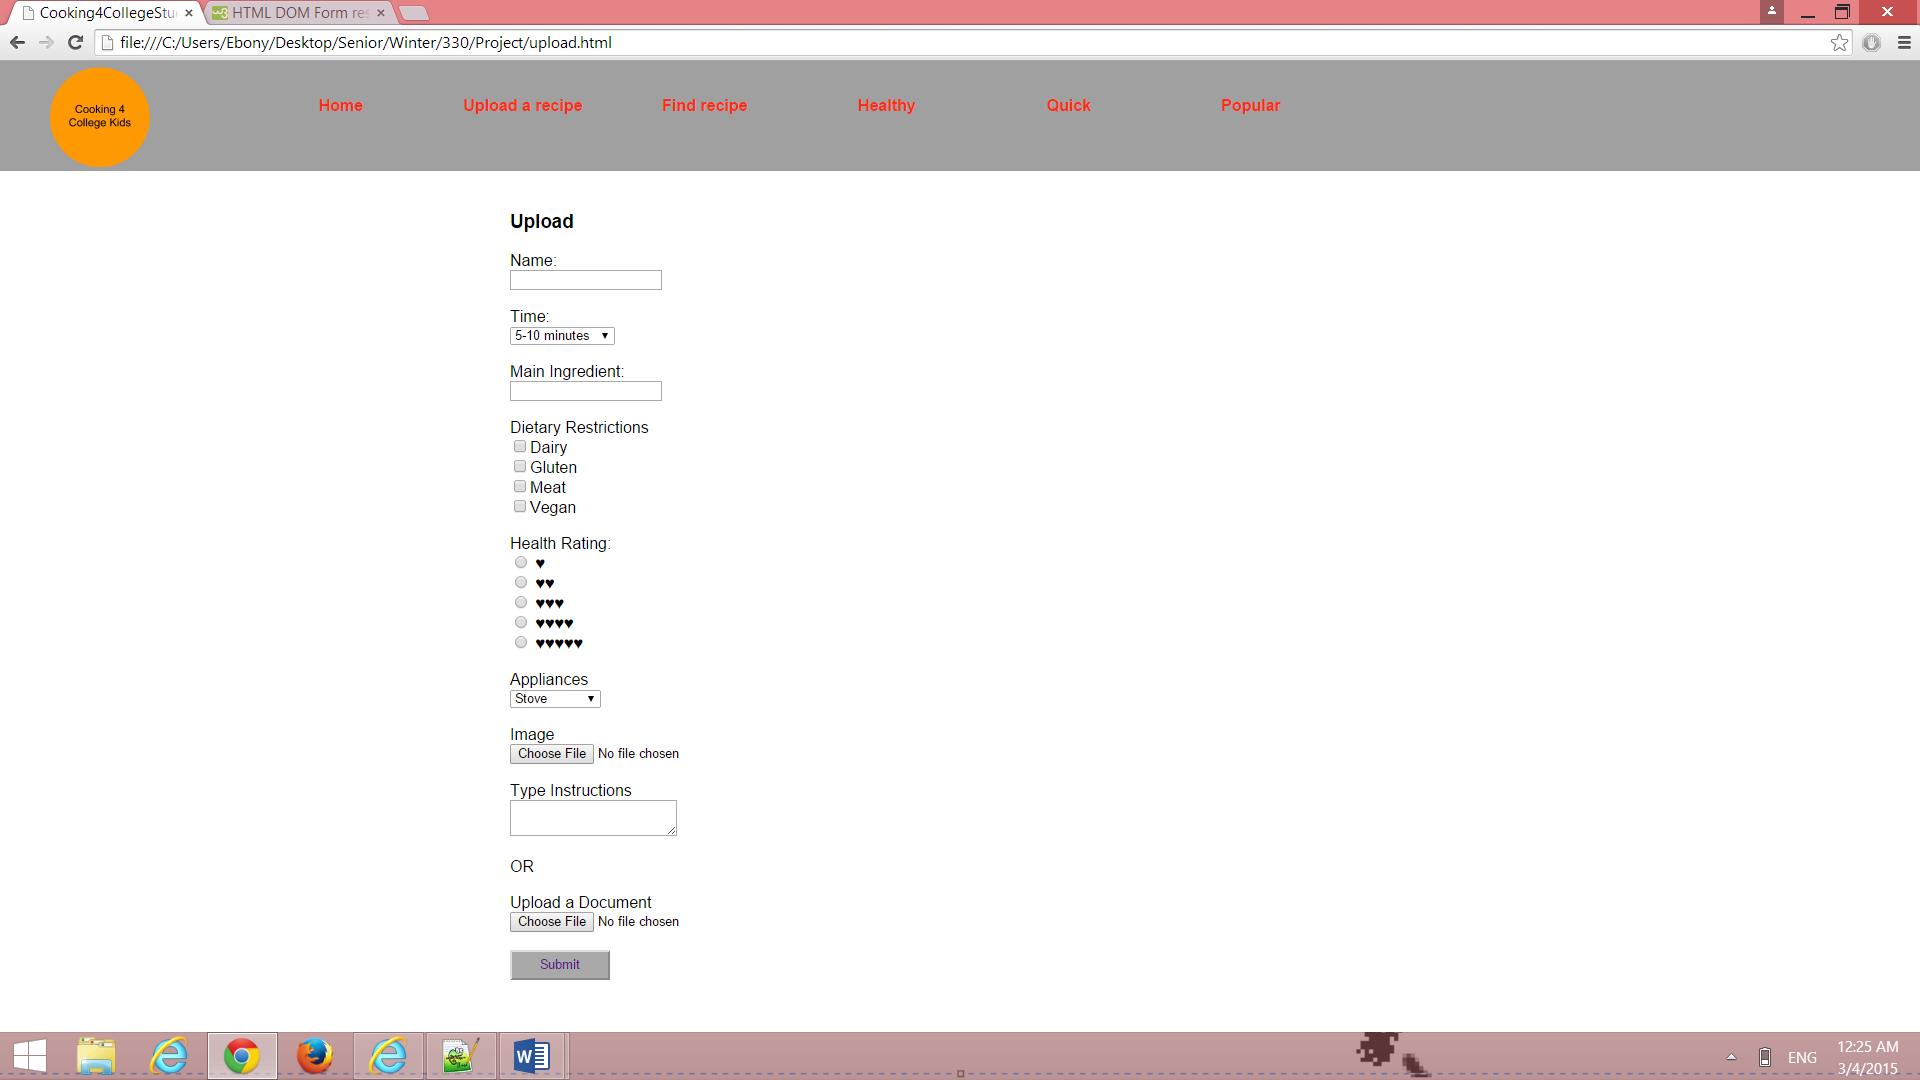 Cooking4CollegeStu
HTML DOM Form res
file:///C:/Users/Ebony/Desktop/Senior/Winter/330/Project/upload.html
Cooking 4
College Kids
Home Upload a recipe Find recipe Healthy Quick Popular
Upload
Name:
Time:
5-10 minutes
Main Ingredient:
Dietary Restrictions
Dairy
Gluten
Meat
Vegan
Health Rating:
♥
♥♥
♥♥♥
♥♥♥♥
♥♥♥♥♥
Appliances
Stove
Image
Choose File No file chosen
Type Instructions
OR
Upload a Document
Choose File No file chosen
Submit
ENG
12:25 AM
3/4/2015